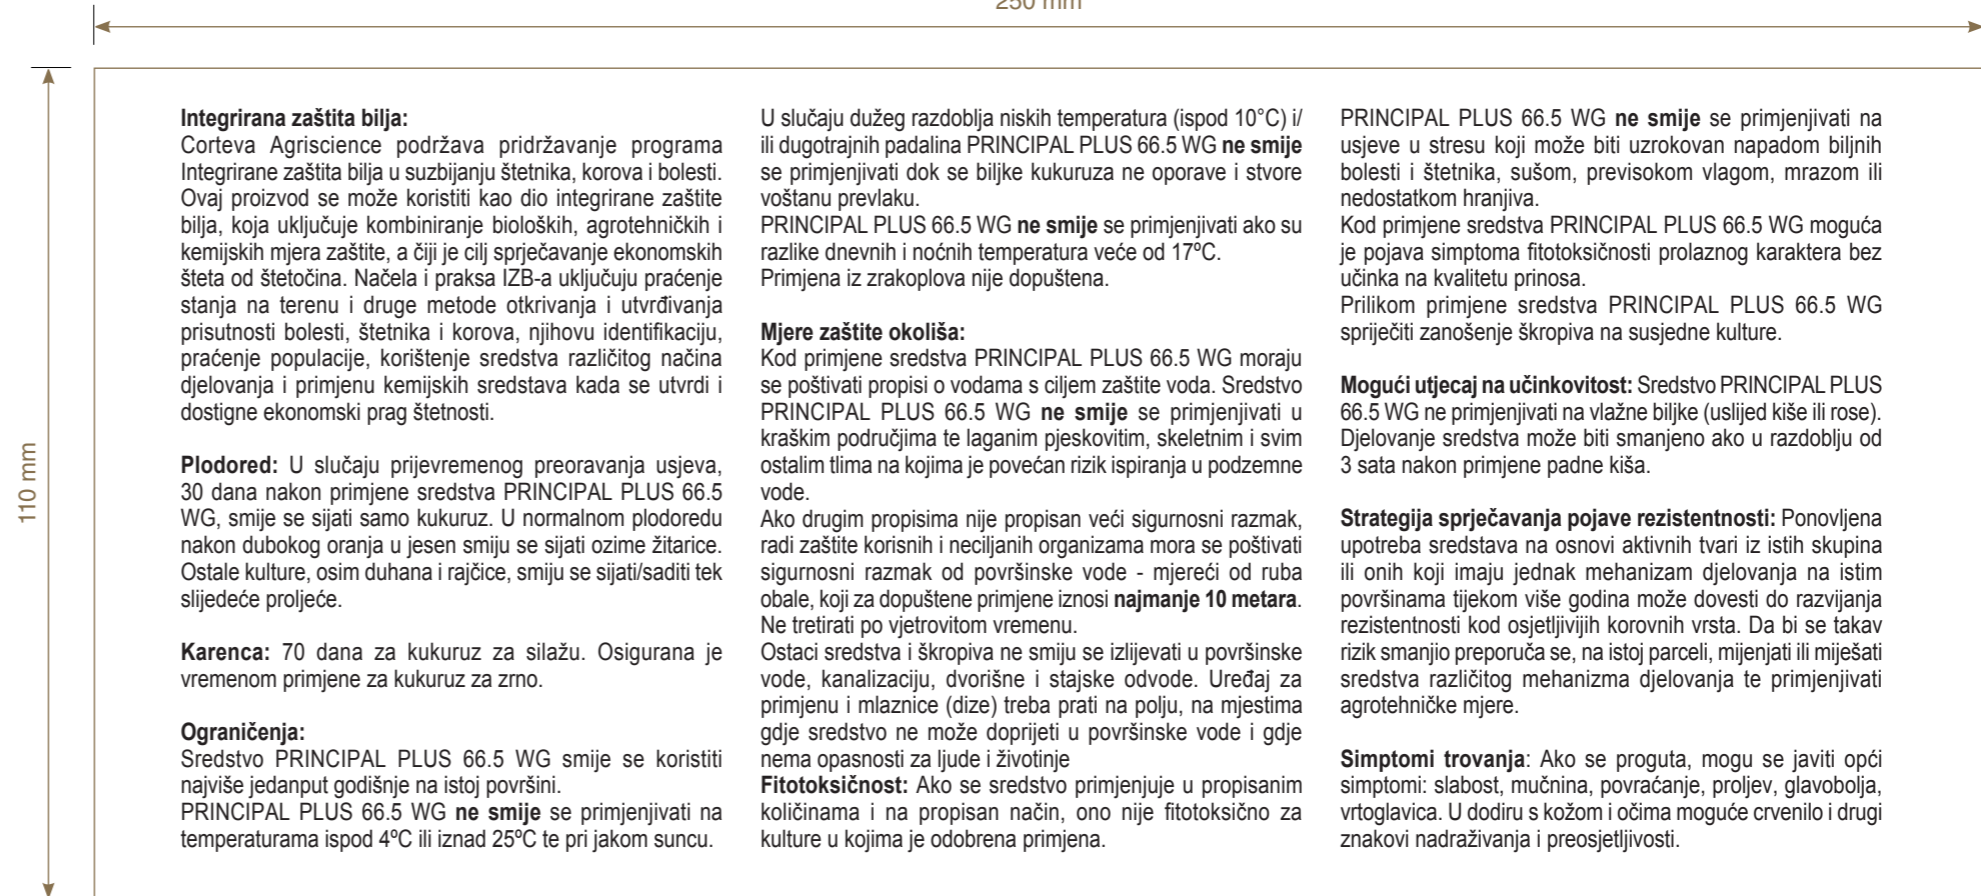 250 mm
110 mm
Integrirana zaštita bilja:
Corteva Agriscience podržava pridržavanje programa
Integrirane zaštita bilja u suzbijanju štetnika, korova i bolesti.
Ovaj proizvod se može koristiti kao dio integrirane zaštite
bilja, koja uključuje kombiniranje bioloških, agrotehničkih i
kemijskih mjera zaštite, a čiji je cilj sprječavanje ekonomskih
šteta od štetočina. Načela i praksa IZB-a uključuju praćenje
stanja na terenu i druge metode otkrivanja i utvrđivanja
prisutnosti bolesti, štetnika i korova, njihovu identifikaciju,
praćenje populacije, korištenje sredstva različitog načina
djelovanja i primjenu kemijskih sredstava kada se utvrdi i
dostigne ekonomski prag štetnosti.
Plodored: U slučaju prijevremenog preoravanja usjeva,
30 dana nakon primjene sredstva PRINCIPAL PLUS 66.5
WG, smije se sijati samo kukuruz. U normalnom plodoredu
nakon dubokog oranja u jesen smiju se sijati ozime žitarice.
Ostale kulture, osim duhana i rajčice, smiju se sijati/saditi tek
slijedeće proljeće.
Karenca: 70 dana za kukuruz za silažu. Osigurana je
vremenom primjene za kukuruz za zrno.
Ograničenja:
Sredstvo PRINCIPAL PLUS 66.5 WG smije se koristiti
najviše jedanput godišnje na istoj površini.
PRINCIPAL PLUS 66.5 WG ne smije se primjenjivati na
temperaturama ispod 4ºC ili iznad 25ºC te pri jakom suncu.
U slučaju dužeg razdoblja niskih temperatura (ispod 10°C) i/
ili dugotrajnih padalina PRINCIPAL PLUS 66.5 WG ne smije
se primjenjivati dok se biljke kukuruza ne oporave i stvore
voštanu prevlaku.
PRINCIPAL PLUS 66.5 WG ne smije se primjenjivati ako su
razlike dnevnih i noćnih temperatura veće od 17ºC.
Primjena iz zrakoplova nije dopuštena.
Mjere zaštite okoliša:
Kod primjene sredstva PRINCIPAL PLUS 66.5 WG moraju
se poštivati propisi o vodama s ciljem zaštite voda. Sredstvo
PRINCIPAL PLUS 66.5 WG ne smije se primjenjivati u
kraškim područjima te laganim pjeskovitim, skeletnim i svim
ostalim tlima na kojima je povećan rizik ispiranja u podzemne
vode.
Ako drugim propisima nije propisan veći sigurnosni razmak,
radi zaštite korisnih i neciljanih organizama mora se poštivati
sigurnosni razmak od površinske vode - mjereći od ruba
obale, koji za dopuštene primjene iznosi najmanje 10 metara.
Ne tretirati po vjetrovitom vremenu.
Ostaci sredstva i škropiva ne smiju se izlijevati u površinske
vode, kanalizaciju, dvorišne i stajske odvode. Uređaj za
primjenu i mlaznice (dize) treba prati na polju, na mjestima
gdje sredstvo ne može doprijeti u površinske vode i gdje
nema opasnosti za ljude i životinje
Fitotoksičnost: Ako se sredstvo primjenjuje u propisanim
količinama i na propisan način, ono nije fitotoksično za
kulture u kojima je odobrena primjena.
PRINCIPAL PLUS 66.5 WG ne smije se primjenjivati na
usjeve u stresu koji može biti uzrokovan napadom biljnih
bolesti i štetnika, sušom, previsokom vlagom, mrazom ili
nedostatkom hranjiva.
Kod primjene sredstva PRINCIPAL PLUS 66.5 WG moguća
je pojava simptoma fitotoksičnosti prolaznog karaktera bez
učinka na kvalitetu prinosa.
Prilikom primjene sredstva PRINCIPAL PLUS 66.5 WG
spriječiti zanošenje škropiva na susjedne kulture.
Mogući utjecaj na učinkovitost: Sredstvo PRINCIPAL PLUS
66.5 WG ne primjenjivati na vlažne biljke (uslijed kiše ili rose).
Djelovanje sredstva može biti smanjeno ako u razdoblju od
3 sata nakon primjene padne kiša.
Strategija sprječavanja pojave rezistentnosti: Ponovljena
upotreba sredstava na osnovi aktivnih tvari iz istih skupina
ili onih koji imaju jednak mehanizam djelovanja na istim
površinama tijekom više godina može dovesti do razvijanja
rezistentnosti kod osjetljivijih korovnih vrsta. Da bi se takav
rizik smanjio preporuča se, na istoj parceli, mijenjati ili miješati
sredstva različitog mehanizma djelovanja te primjenjivati
agrotehničke mjere.
Simptomi trovanja: Ako se proguta, mogu se javiti opći
simptomi: slabost, mučnina, povraćanje, proljev, glavobolja,
vrtoglavica. U dodiru s kožom i očima moguće crvenilo i drugi
znakovi nadraživanja i preosjetljivosti.